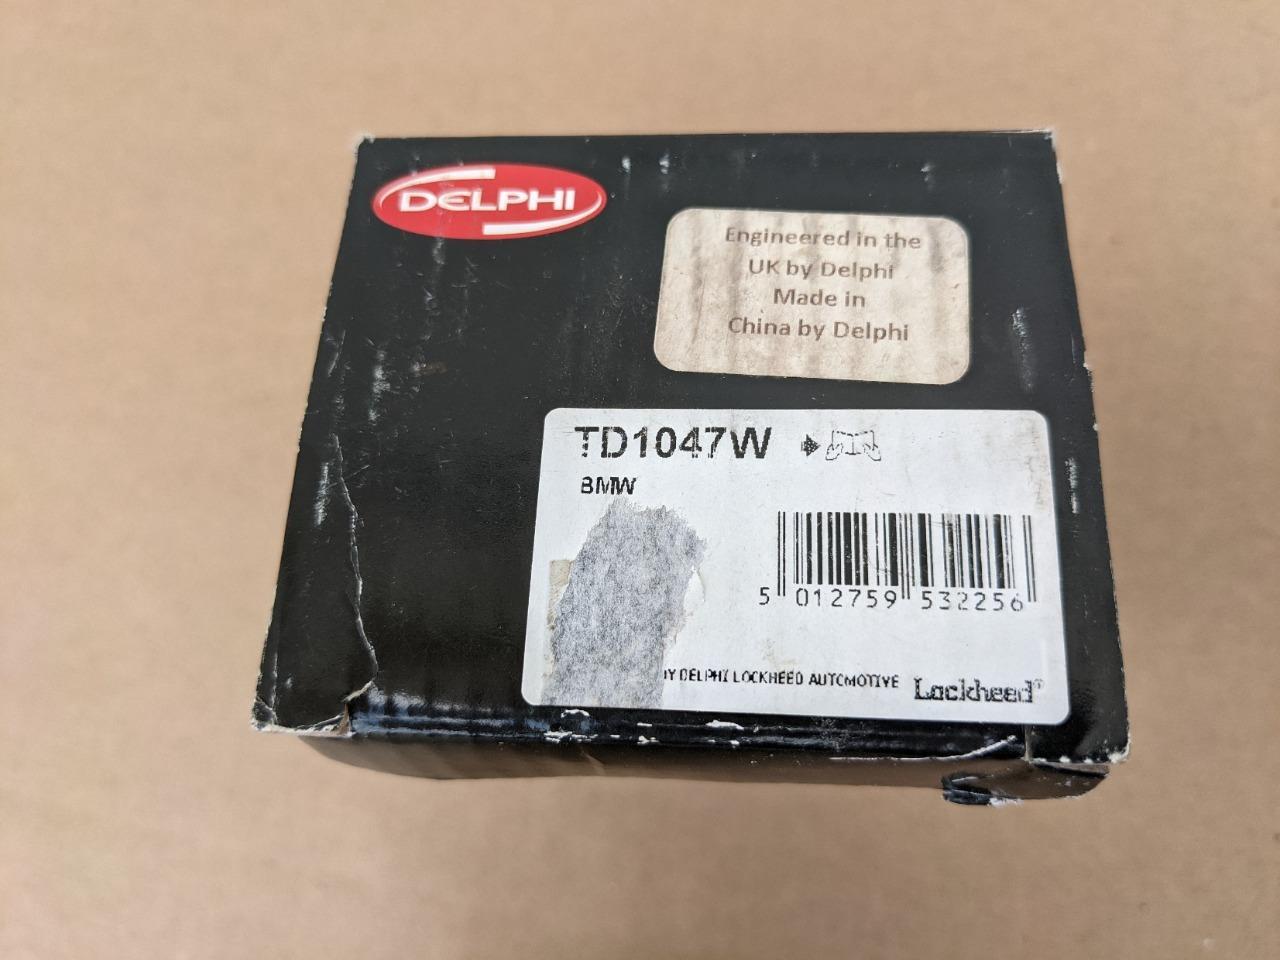 DELPHI
Engineered in the
UK by Delphi
Made in
China by Delphi
TD1047W
BMW
5 012759 532256
BY DELPHI LOCKHEED AUTOMOTIVE
Lockheed®